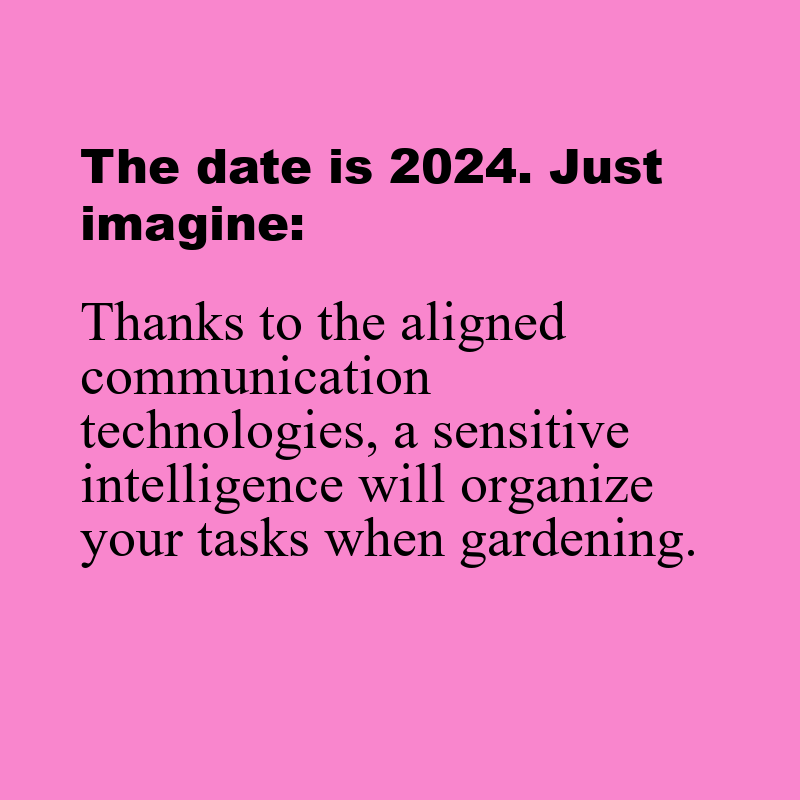 The date is 2024. Just
imagine:
Thanks to the aligned
communication
technologies, a sensitive
intelligence will organize
your tasks when gardening.